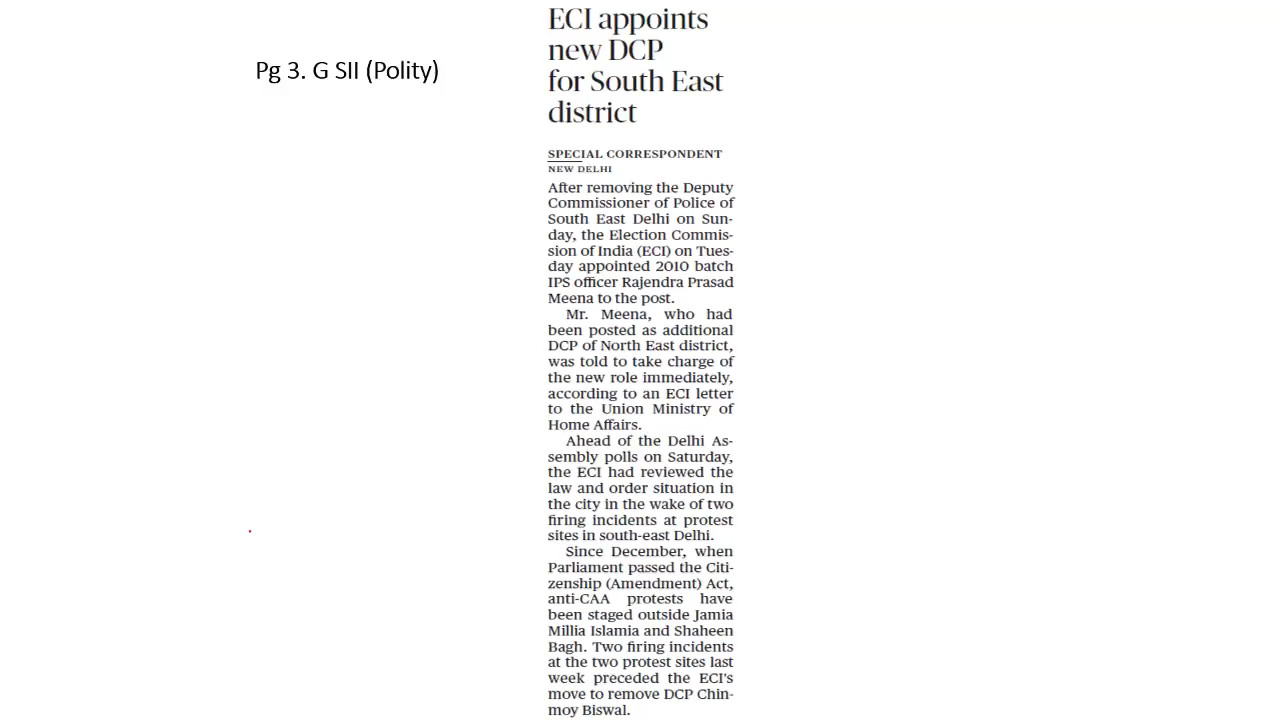 Pg 3. G SII (Polity)
ECI appoints
new DCP
for South East
district
SPECIAL CORRESPONDENT
NEW DELHI
After removing the Deputy
Commissioner of Police of
South East Delhi on Sun-
day, the Election Commis-
sion of India (ECI) on Tues-
day appointed 2010 batch
IPS officer Rajendra Prasad
Meena to the post.
Mr. Meena, who had
been posted as additional
DCP of North East district,
was told to take charge of
the new role immediately,
according to an ECI letter
to the Union Ministry of
Home Affairs.
Ahead of the Delhi As-
sembly polls on Saturday,
the ECI had reviewed the
law and order situation in
the city in the wake of two
firing incidents at protest
sites in south-east Delhi.
Since December, when
Parliament passed the Citi-
zenship (Amendment) Act,
anti-CAA protests have
been staged outside Jamia
Millia Islamia and Shaheen
Bagh. Two firing incidents
at the two protest sites last
week preceded the ECI's
move to remove DCP Chin-
moy Biswal.